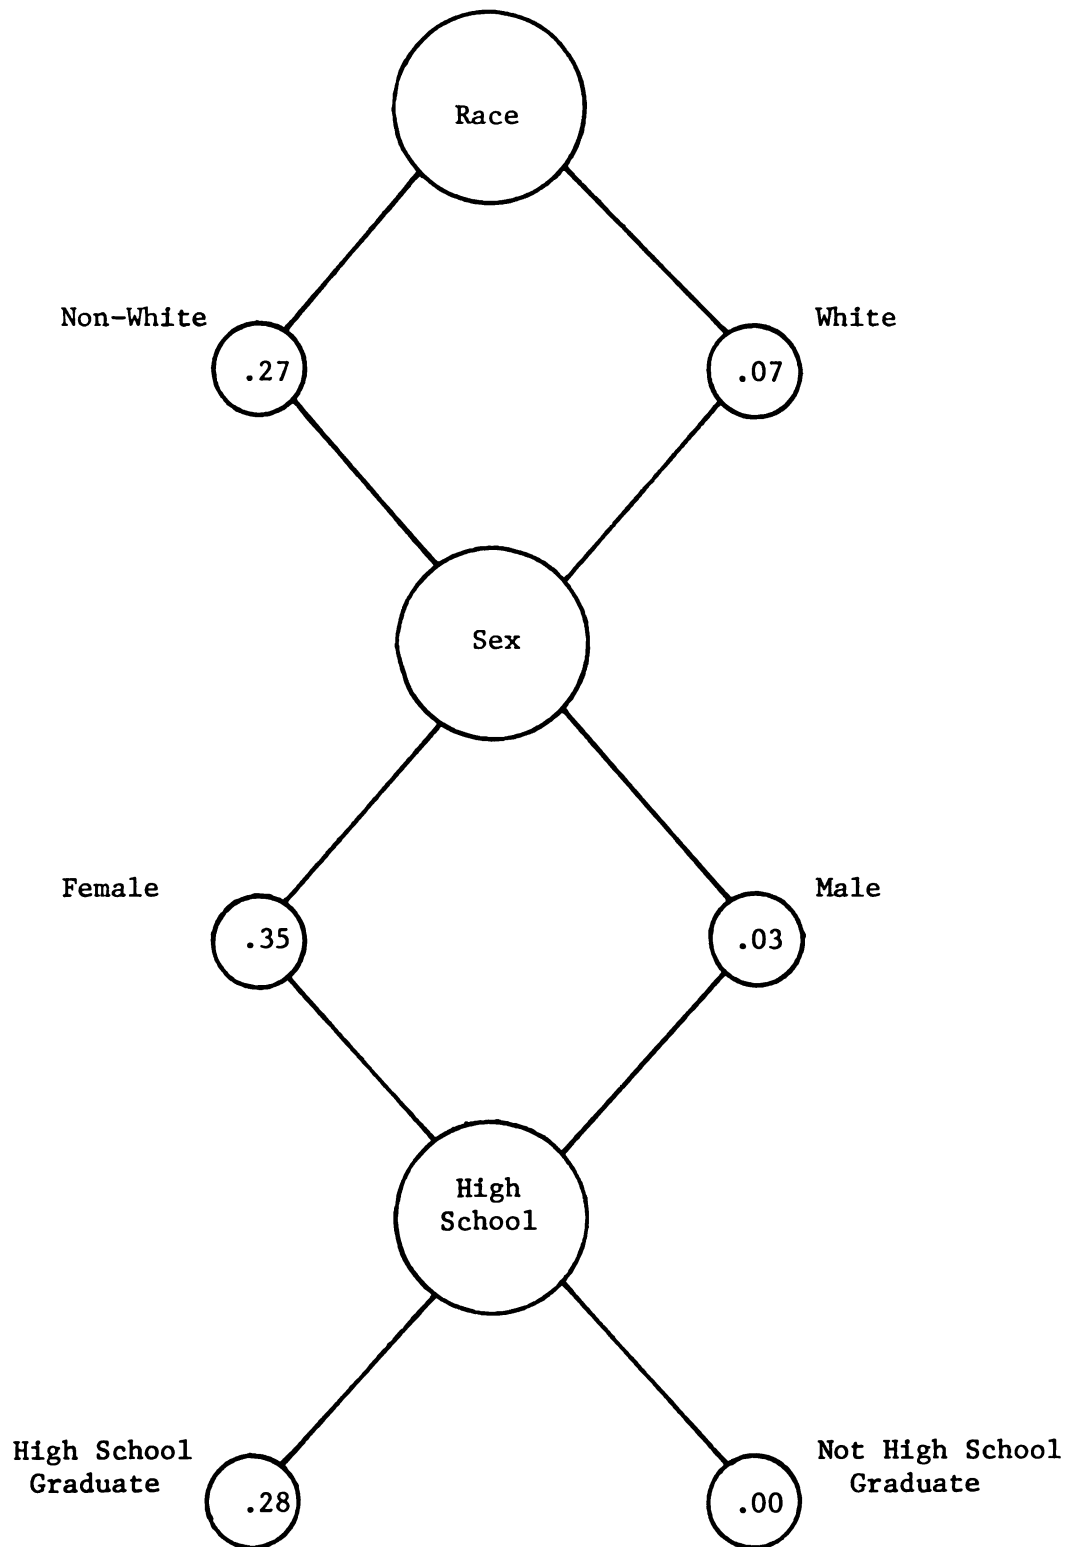 Race
Non-White
White
.27
.07
Sex
Female
Male
.35
.03
High
School
High School
Graduate
Not High School
Graduate
.28
.00